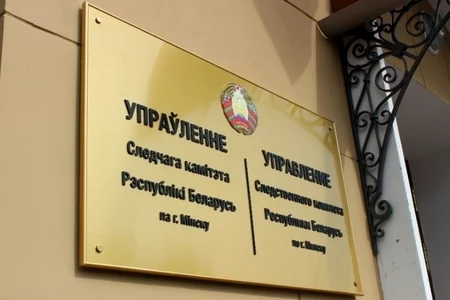 УПРАЎЛЕННЕ
Следчага камітэта
Рэспублікі Беларусь
па г. Мінску
УПРАВЛЕНИЕ
Следственного комитета
Республики Беларусь
по г. Минску